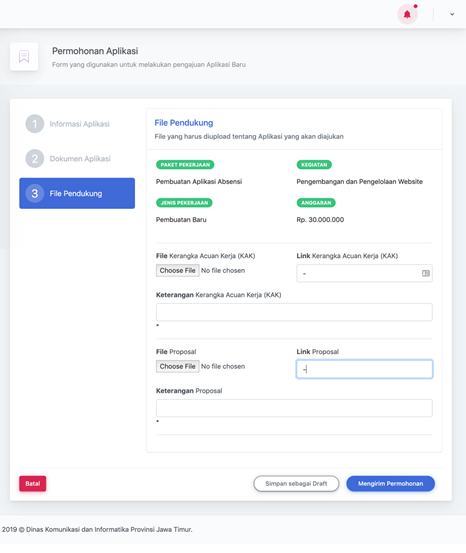 Permohonan Aplikasi
Form yang digunakan untuk melakukan pengajuan Aplikasi Baru
1 Informasi Aplikasi
2 Dokumen Aplikasi
3 File Pendukung
File Pendukung
File yang harus diupload tentang Aplikasi yang akan diajukan
PAKET PEKERJAAN KEGIATAN
Pembuatan Aplikasi Absensi Pengembangan dan Pengelolaan Website
JENIS PEKERJAAN ANGGARAN
Pembuatan Baru Rp. 30.000.000
File Kerangka Acuan Kerja (KAK) Link Kerangka Acuan Kerja (KAK)
Choose File No file chosen -
Keterangan Kerangka Acuan Kerja (KAK)
*
File Proposal Link Proposal
Choose File No file chosen -
Keterangan Proposal
*
Batal Simpan sebagai Draft Mengirim Permohonan
2019 © Dinas Komunikasi dan Informatika Provinsi Jawa Timur.